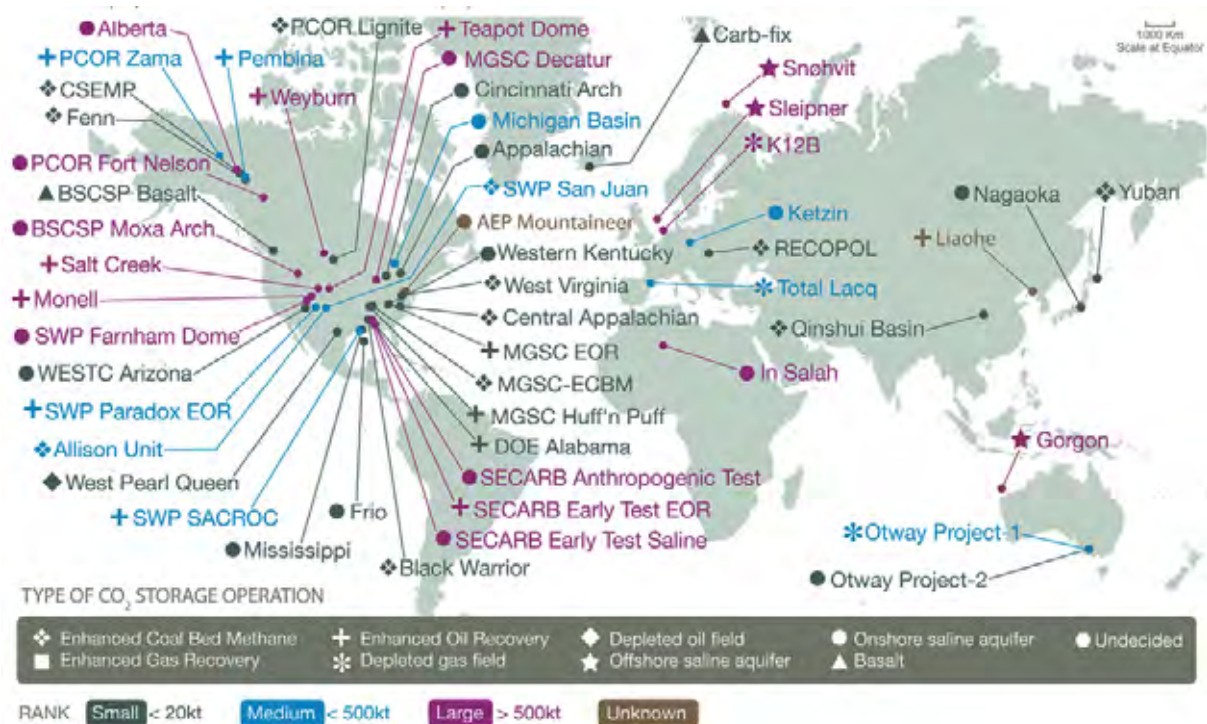 Alberta
PCOR Zama
CSEMP
Fenn
PCOR Fort Nelson
BSCSP Basalt
BSCSP Moxa Arch
Salt Creek
Monell
SWP Farnham Dome
WESTC Arizona
SWP Paradox EOR
Allison Unit
West Pearl Queen
SWP SACROC
Mississippi
Frio
PCOR Lignite
Pembina
Weyburn
Teapot Dome
MGSC Decatur
Cincinnati Arch
Michigan Basin
Appalachian
SWP San Juan
AEP Mountaineer
Western Kentucky
West Virginia
Central Appalachian
MGSC EOR
MGSC-ECBM
MGSC Huff'n Puff
DOE Alabama
SECARB Anthropogenic Test
SECARB Early Test EOR
SECARB Early Test Saline
Black Warrior
Carb-fix
Snøhvit
Sleipner
K12B
Ketzin
RECOPOL
Total Lacq
In Salah
Nagaoka
Yubari
Liaohe
Qinshui Basin
Gorgon
Otway Project-1
Otway Project-2
1000 Km
Scale at Equator
TYPE OF CO₂ STORAGE OPERATION
Enhanced Coal Bed Methane
Enhanced Oil Recovery
Depleted oil field
Onshore saline aquifer
Undecided
Enhanced Gas Recovery
Depleted gas field
Offshore saline aquifer
Basalt
RANK Small < 20kt Medium < 500kt Large > 500kt Unknown